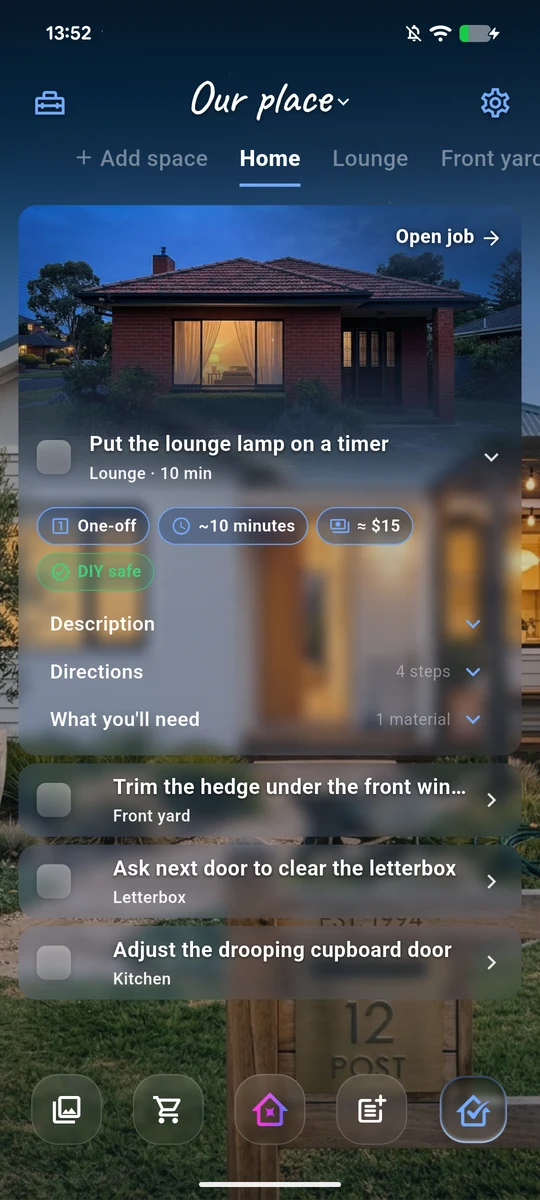 13:52
Our place
+ Add space
Home
Lounge
Front yard
Open job →
Put the lounge lamp on a timer
Lounge · 10 min
One-off
~10 minutes
≈ $15
DIY safe
Description
Directions
4 steps
What you'll need
1 material
Trim the hedge under the front win…
Front yard
Ask next door to clear the letterbox
Letterbox
Adjust the drooping cupboard door
Kitchen
EST. 1994
12
POST